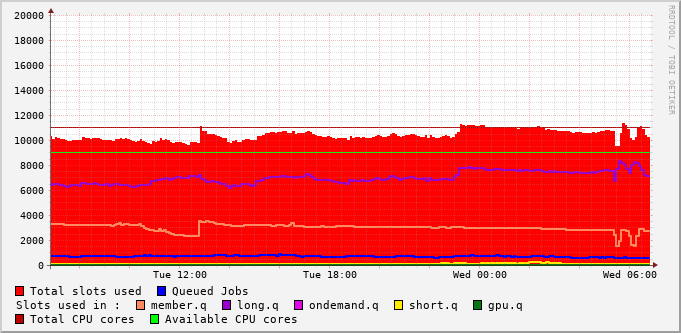 20000
18000
16000
14000
12000
10000
8000
6000
4000
2000
0
Tue 12:00 Tue 18:00 Wed 00:00 Wed 06:00
RRDTOOL / TOBI OETIKER
Total slots used Queued Jobs
Slots used in : member.q long.q ondemand.q short.q gpu.q
Total CPU cores Available CPU cores